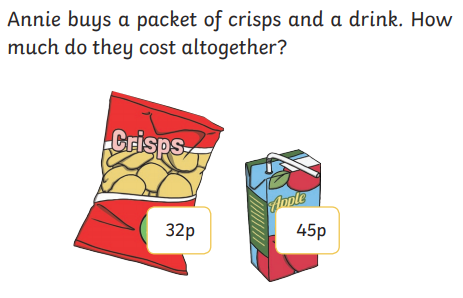 Annie buys a packet of crisps and a drink. How
much do they cost altogether?
Crisps
Apple
32p
45p